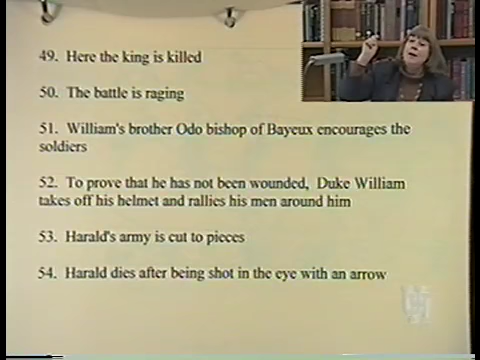 49. Here the king is killed
50. The battle is raging
51. William's brother Odo bishop of Bayeux encourages the
soldiers
52. To prove that he has not been wounded, Duke William
takes off his helmet and rallies his men around him
53. Harald's army is cut to pieces
54. Harald dies after being shot in the eye with an arrow